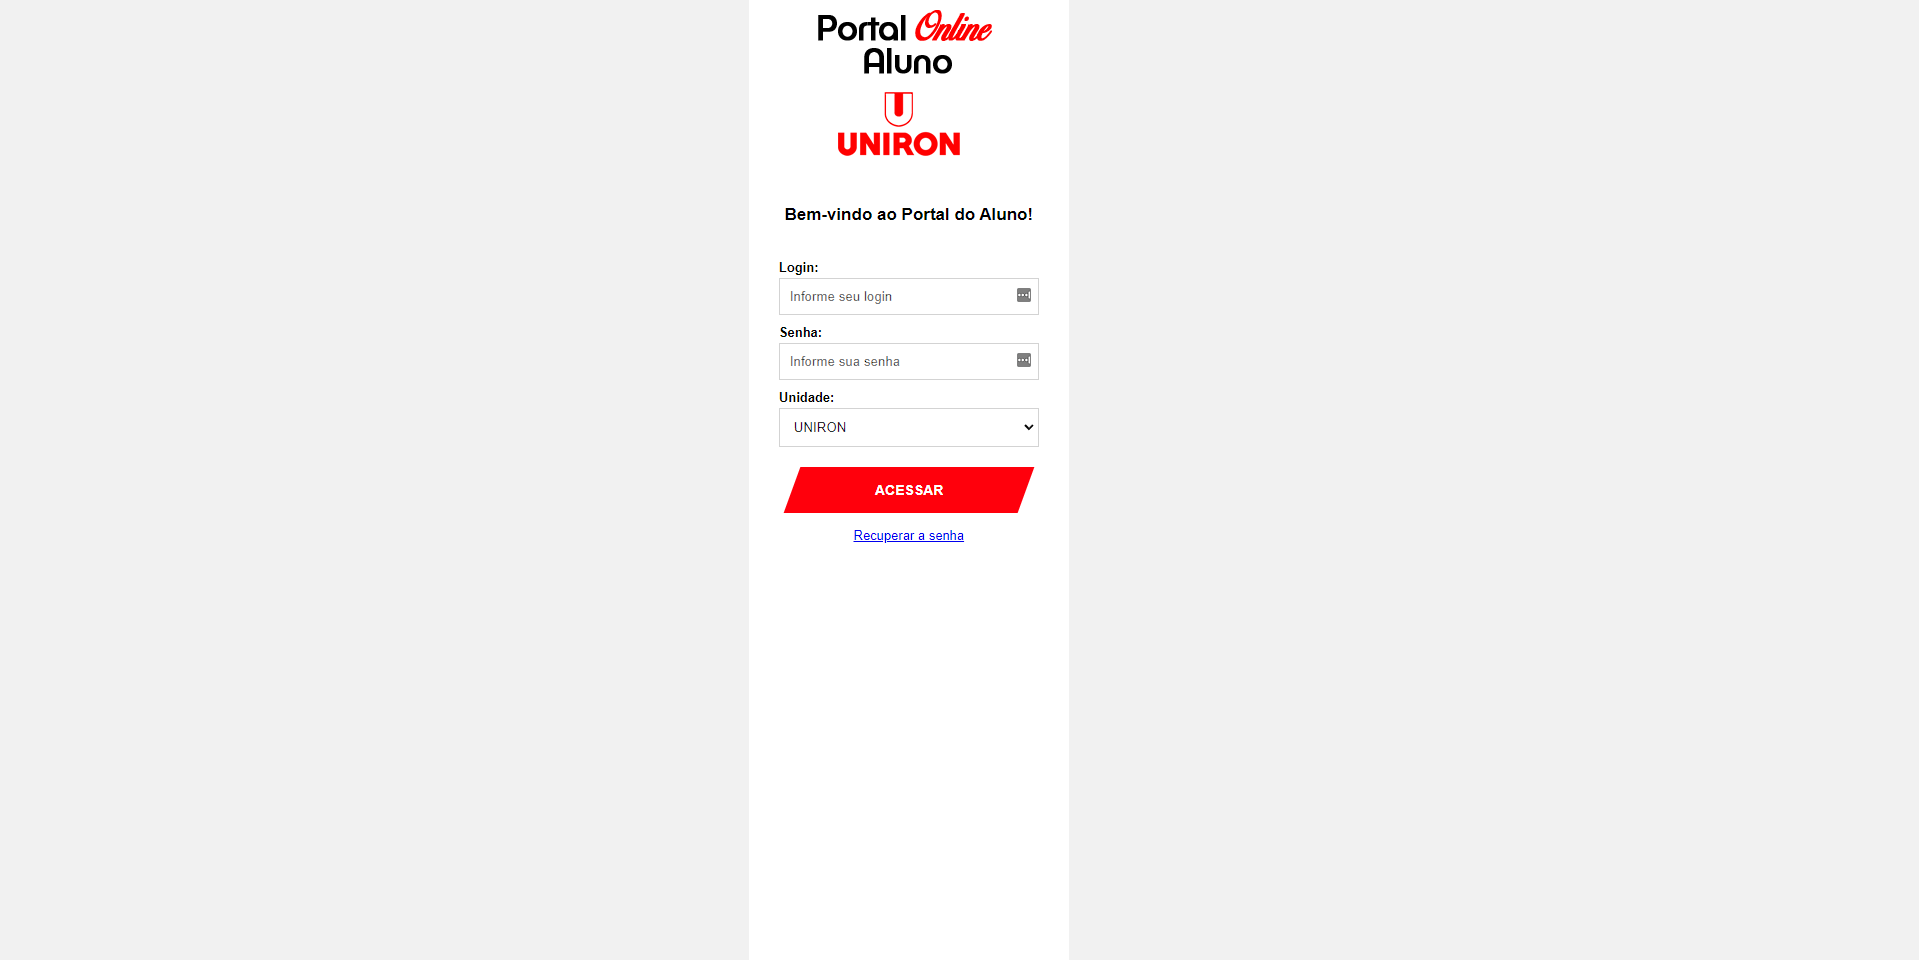 Portal Online
Aluno
U
UNIRON
Bem-vindo ao Portal do Aluno!
Login:
Informe seu login
Senha:
Informe sua senha
Unidade:
UNIRON
ACESSAR
Recuperar a senha